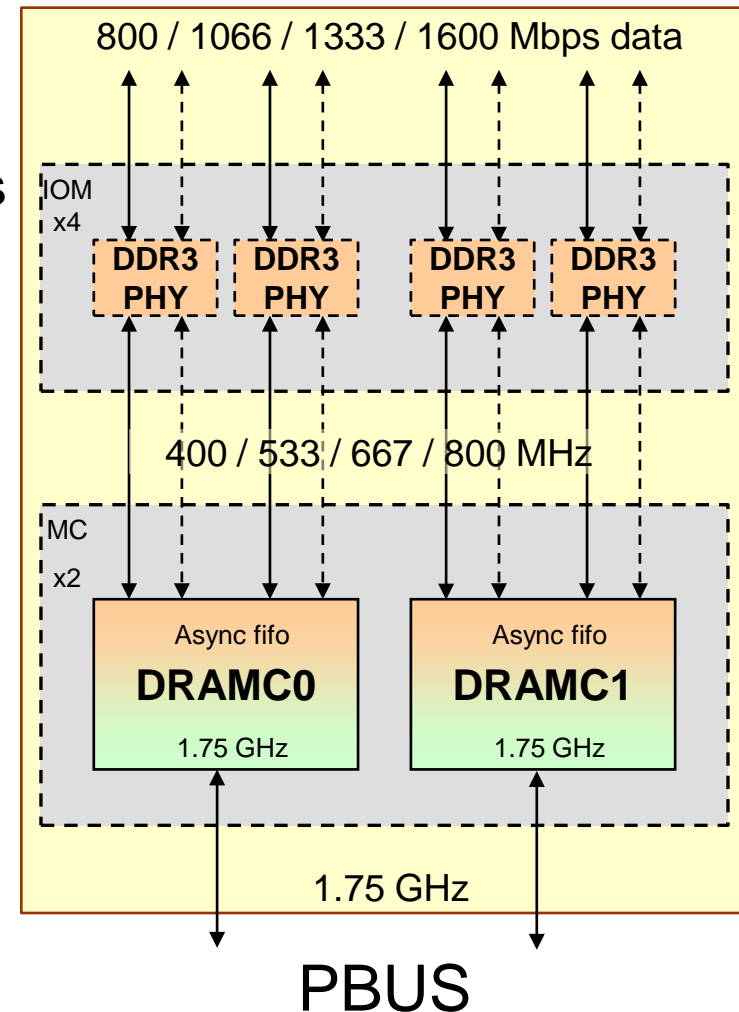 800 / 1066 / 1333 / 1600 Mbps data
s
IOM
x4
DDR3 PHY
DDR3 PHY
DDR3 PHY
DDR3 PHY
400 / 533 / 667 / 800 MHz
MC
x2
Async fifo
DRAMC0
1.75 GHz
Async fifo
DRAMC1
1.75 GHz
1.75 GHz
PBUS